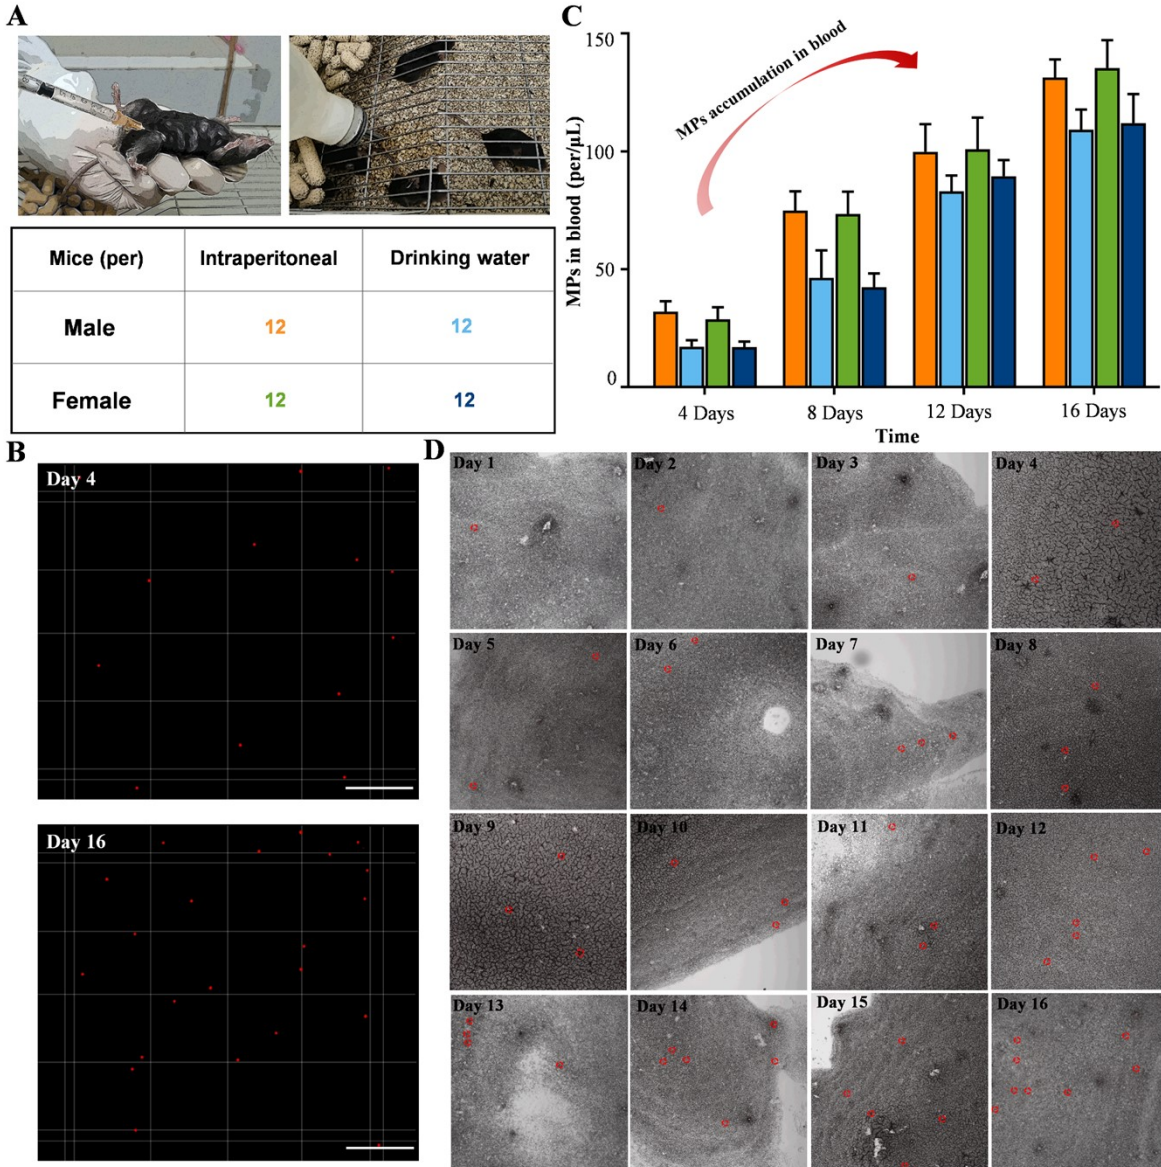 A
Mice (per) Intraperitoneal Drinking water
Male 12 12
Female 12 12
C
MPs in blood (per/μL)
150
100
50
0
MPs accumulation in blood
4 Days 8 Days 12 Days 16 Days
Time
B
Day 4
Day 16
D
Day 1 Day 2 Day 3 Day 4
Day 5 Day 6 Day 7 Day 8
Day 9 Day 10 Day 11 Day 12
Day 13 Day 14 Day 15 Day 16